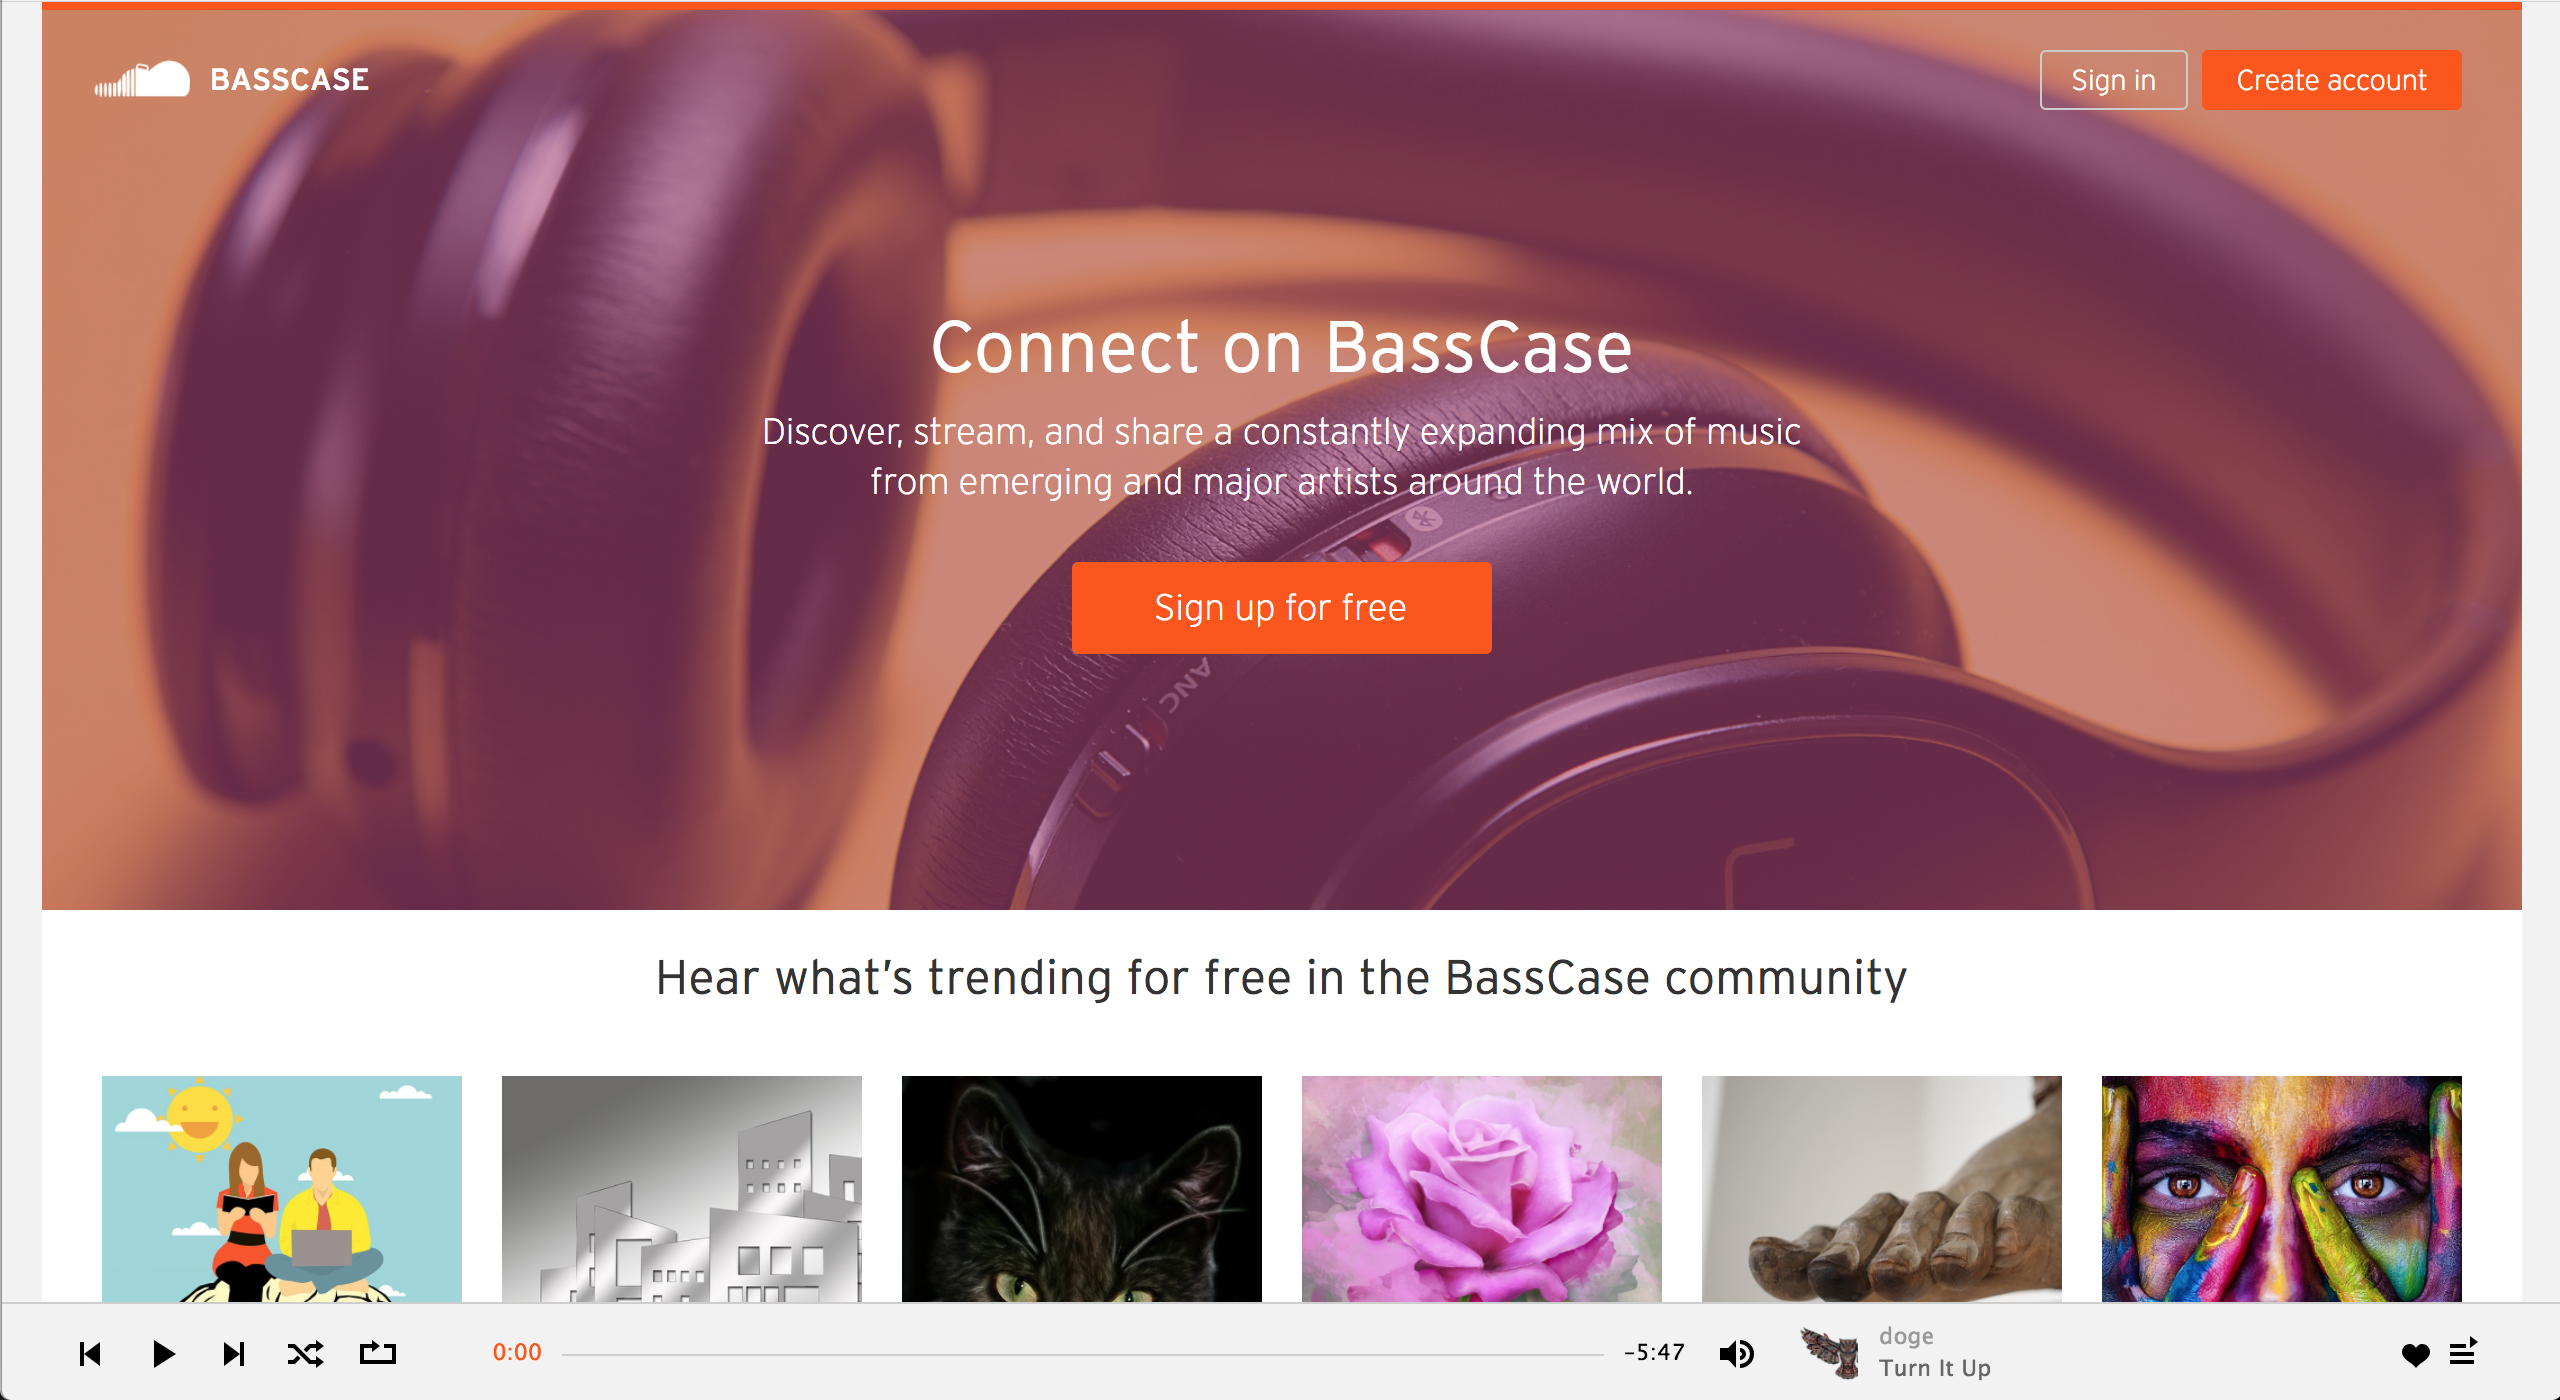 BASSCASE
Sign in
Create account
Connect on BassCase
Discover, stream, and share a constantly expanding mix of music
from emerging and major artists around the world.
Sign up for free
ANC
Hear what's trending for free in the BassCase community
0:00
-5:47
doge
Turn It Up